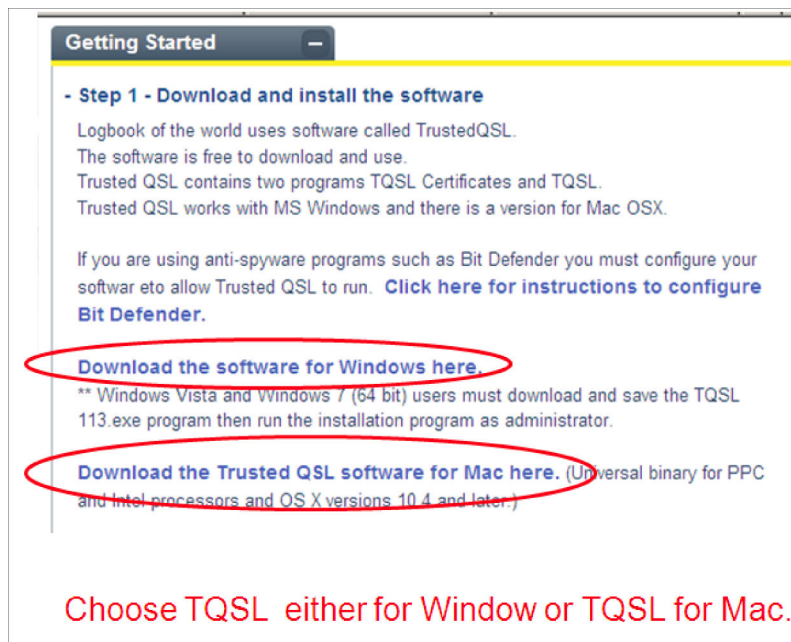 Getting Started –
- Step 1 - Download and install the software
Logbook of the world uses software called TrustedQSL.
The software is free to download and use.
Trusted QSL contains two programs TQSL Certificates and TQSL.
Trusted QSL works with MS Windows and there is a version for Mac OSX.
If you are using anti-spyware programs such as Bit Defender you must configure your
softwar eto allow Trusted QSL to run. Click here for instructions to configure
Bit Defender.
Download the software for Windows here.
** Windows Vista and Windows 7 (64 bit) users must download and save the TQSL
113.exe program then run the installation program as administrator.
Download the Trusted QSL software for Mac here. (Universal binary for PPC
and Intel processors and OS X versions 10.4 and later.)
Choose TQSL either for Window or TQSL for Mac.